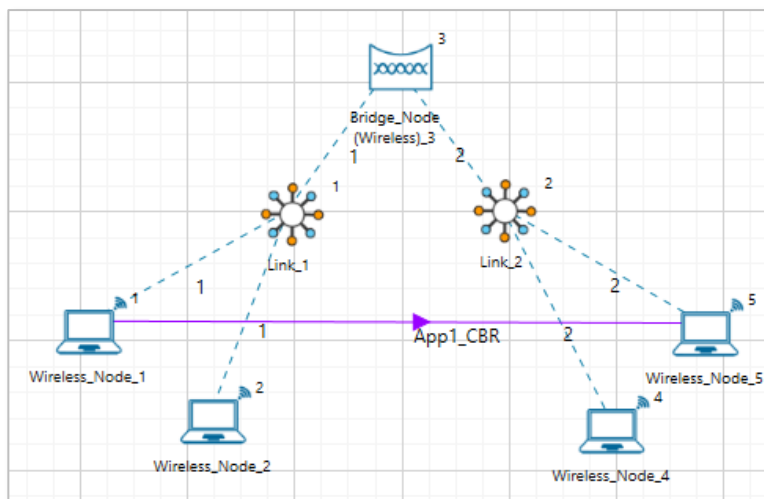 3
Bridge_Node
(Wireless)_3
1
2
1
2
Link_1
Link_2
1
2
1
5
1
App1_CBR
2
Wireless_Node_1
Wireless_Node_5
2
4
Wireless_Node_2
Wireless_Node_4